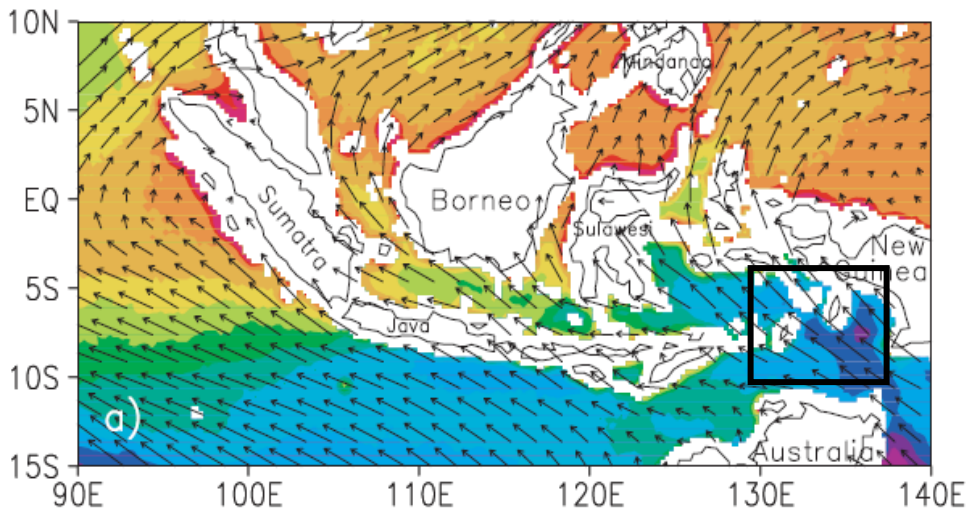 10N
Mindanao
5N
EQ
Borneo
Sumatra
Sulawesi
New
Guinea
5S
Java
10S
a)
Australia
15S
90E 100E 110E 120E 130E 140E